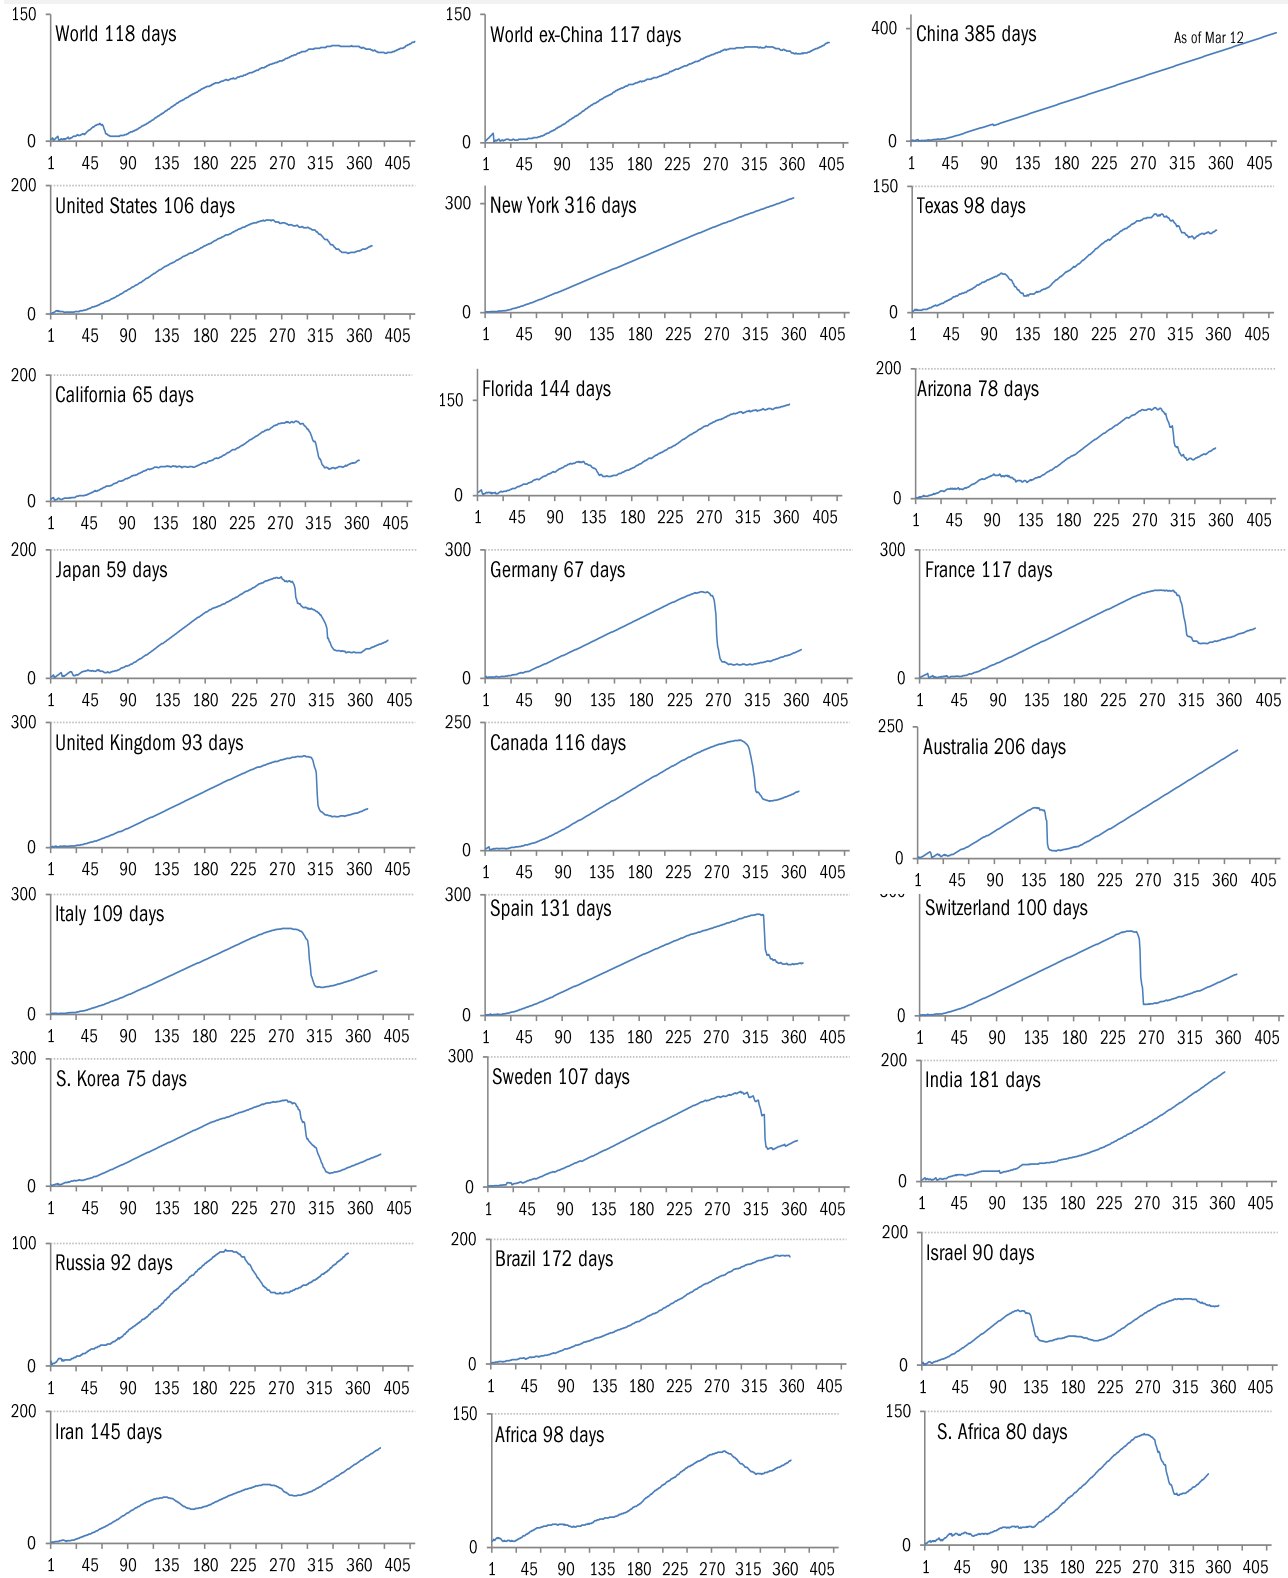 150
World 118 days
0
1 45 90 135 180 225 270 315 360 405
150
World ex-China 117 days
0
1 45 90 135 180 225 270 315 360 405
400
China 385 days
As of Mar 12
0
1 45 90 135 180 225 270 315 360 405
200
United States 106 days
0
1 45 90 135 180 225 270 315 360 405
300
New York 316 days
0
1 45 90 135 180 225 270 315 360 405
150
Texas 98 days
0
1 45 90 135 180 225 270 315 360 405
200
California 65 days
0
1 45 90 135 180 225 270 315 360 405
150
Florida 144 days
0
1 45 90 135 180 225 270 315 360 405
200
Arizona 78 days
0
1 45 90 135 180 225 270 315 360 405
200
Japan 59 days
0
1 45 90 135 180 225 270 315 360 405
300
Germany 67 days
0
1 45 90 135 180 225 270 315 360 405
300
France 117 days
0
1 45 90 135 180 225 270 315 360 405
300
United Kingdom 93 days
0
1 45 90 135 180 225 270 315 360 405
250
Canada 116 days
0
1 45 90 135 180 225 270 315 360 405
250
Australia 206 days
0
1 45 90 135 180 225 270 315 360 405
300
Italy 109 days
0
1 45 90 135 180 225 270 315 360 405
300
Spain 131 days
0
1 45 90 135 180 225 270 315 360 405
Switzerland 100 days
0
1 45 90 135 180 225 270 315 360 405
300
S. Korea 75 days
0
1 45 90 135 180 225 270 315 360 405
300
Sweden 107 days
0
1 45 90 135 180 225 270 315 360 405
200
India 181 days
0
1 45 90 135 180 225 270 315 360 405
100
Russia 92 days
0
1 45 90 135 180 225 270 315 360 405
200
Brazil 172 days
0
1 45 90 135 180 225 270 315 360 405
200
Israel 90 days
0
1 45 90 135 180 225 270 315 360 405
200
Iran 145 days
0
1 45 90 135 180 225 270 315 360 405
150
Africa 98 days
0
1 45 90 135 180 225 270 315 360 405
150
S. Africa 80 days
0
1 45 90 135 180 225 270 315 360 405